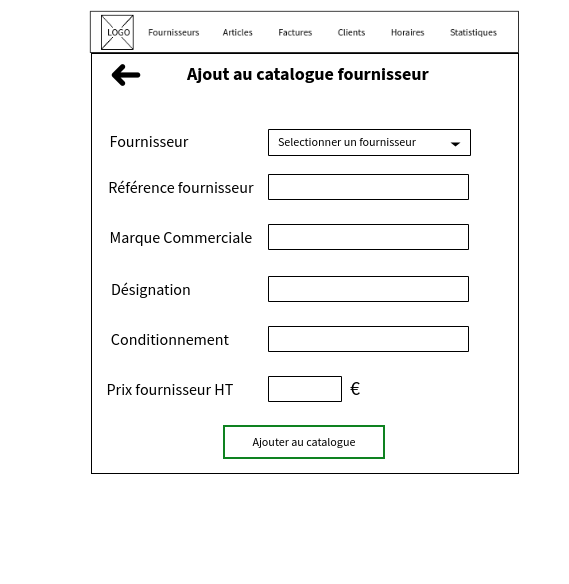 LOGO Fournisseurs Articles Factures Clients Horaires Statistiques
Ajout au catalogue fournisseur
Fournisseur Selectionner un fournisseur
Référence fournisseur
Marque Commerciale
Désignation
Conditionnement
Prix fournisseur HT €
Ajouter au catalogue